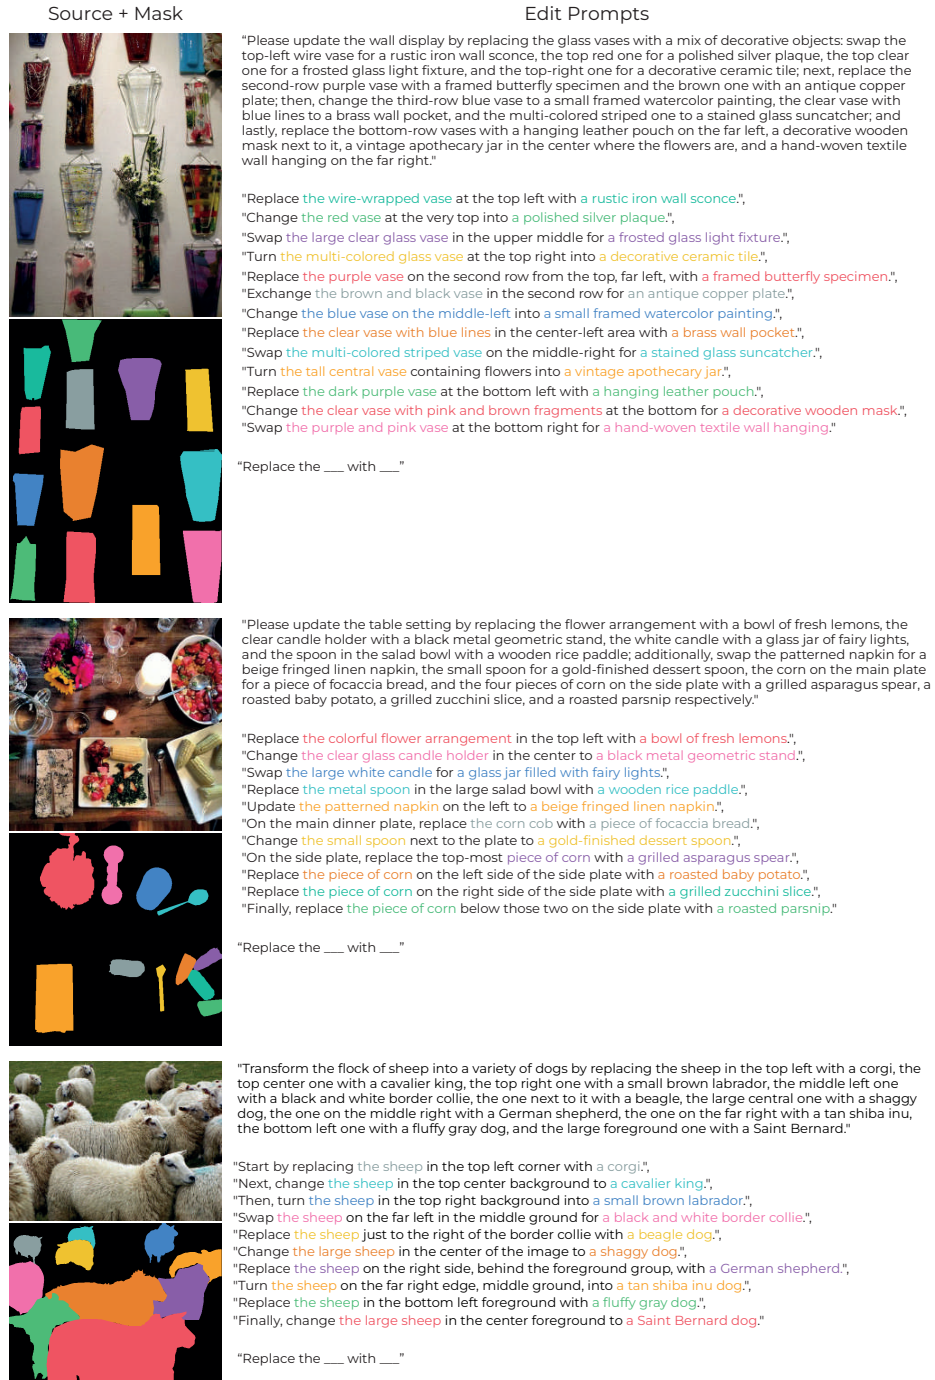 Source + Mask
Edit Prompts
“Please update the wall display by replacing the glass vases with a mix of decorative objects: swap the
top-left wire vase for a rustic iron wall sconce, the top red one for a polished silver plaque, the top clear
one for a frosted glass light fixture, and the top-right one for a decorative ceramic tile; next, replace the
second-row purple vase with a framed butterfly specimen and the brown one with an antique copper
plate; then, change the third-row blue vase to a small framed watercolor painting, the clear vase with
blue lines to a brass wall pocket, and the multi-colored striped one to a stained glass suncatcher; and
lastly, replace the bottom-row vases with a hanging leather pouch on the far left, a decorative wooden
mask next to it, a vintage apothecary jar in the center where the flowers are, and a hand-woven textile
wall hanging on the far right."
"Replace the wire-wrapped vase at the top left with a rustic iron wall sconce.",
"Change the red vase at the very top into a polished silver plaque.",
"Swap the large clear glass vase in the upper middle for a frosted glass light fixture.",
"Turn the multi-colored glass vase at the top right into a decorative ceramic tile.",
"Replace the purple vase on the second row from the top, far left, with a framed butterfly specimen.",
"Exchange the brown and black vase in the second row for an antique copper plate.",
"Change the blue vase on the middle-left into a small framed watercolor painting.",
"Replace the clear vase with blue lines in the center-left area with a brass wall pocket.",
"Swap the multi-colored striped vase on the middle-right for a stained glass suncatcher.",
"Turn the tall central vase containing flowers into a vintage apothecary jar.",
"Replace the dark purple vase at the bottom left with a hanging leather pouch.",
"Change the clear vase with pink and brown fragments at the bottom for a decorative wooden mask.",
"Swap the purple and pink vase at the bottom right for a hand-woven textile wall hanging."
“Replace the ___ with ___”
"Please update the table setting by replacing the flower arrangement with a bowl of fresh lemons, the
clear candle holder with a black metal geometric stand, the white candle with a glass jar of fairy lights,
and the spoon in the salad bowl with a wooden rice paddle; additionally, swap the patterned napkin for a
beige fringed linen napkin, the small spoon for a gold-finished dessert spoon, the corn on the main plate
for a piece of focaccia bread, and the four pieces of corn on the side plate with a grilled asparagus spear, a
roasted baby potato, a grilled zucchini slice, and a roasted parsnip respectively."
"Replace the colorful flower arrangement in the top left with a bowl of fresh lemons.",
"Change the clear glass candle holder in the center to a black metal geometric stand.",
"Swap the large white candle for a glass jar filled with fairy lights.",
"Replace the metal spoon in the large salad bowl with a wooden rice paddle.",
"Update the patterned napkin on the left to a beige fringed linen napkin.",
"On the main dinner plate, replace the corn cob with a piece of focaccia bread.",
"Change the small spoon next to the plate to a gold-finished dessert spoon.",
"On the side plate, replace the top-most piece of corn with a grilled asparagus spear.",
"Replace the piece of corn on the left side of the side plate with a roasted baby potato.",
"Replace the piece of corn on the right side of the side plate with a grilled zucchini slice.",
"Finally, replace the piece of corn below those two on the side plate with a roasted parsnip."
“Replace the ___ with ___”
"Transform the flock of sheep into a variety of dogs by replacing the sheep in the top left with a corgi, the
top center one with a cavalier king, the top right one with a small brown labrador, the middle left one
with a black and white border collie, the one next to it with a beagle, the large central one with a shaggy
dog, the one on the middle right with a German shepherd, the one on the far right with a tan shiba inu,
the bottom left one with a fluffy gray dog, and the large foreground one with a Saint Bernard."
"Start by replacing the sheep in the top left corner with a corgi.",
"Next, change the sheep in the top center background to a cavalier king.",
"Then, turn the sheep in the top right background into a small brown labrador.",
"Swap the sheep on the far left in the middle ground for a black and white border collie.",
"Replace the sheep just to the right of the border collie with a beagle dog.",
"Change the large sheep in the center of the image to a shaggy dog.",
"Replace the sheep on the right side, behind the foreground group, with a German shepherd.",
"Turn the sheep on the far right edge, middle ground, into a tan shiba inu dog.",
"Replace the sheep in the bottom left foreground with a fluffy gray dog.",
"Finally, change the large sheep in the center foreground to a Saint Bernard dog."
“Replace the ___ with ___”